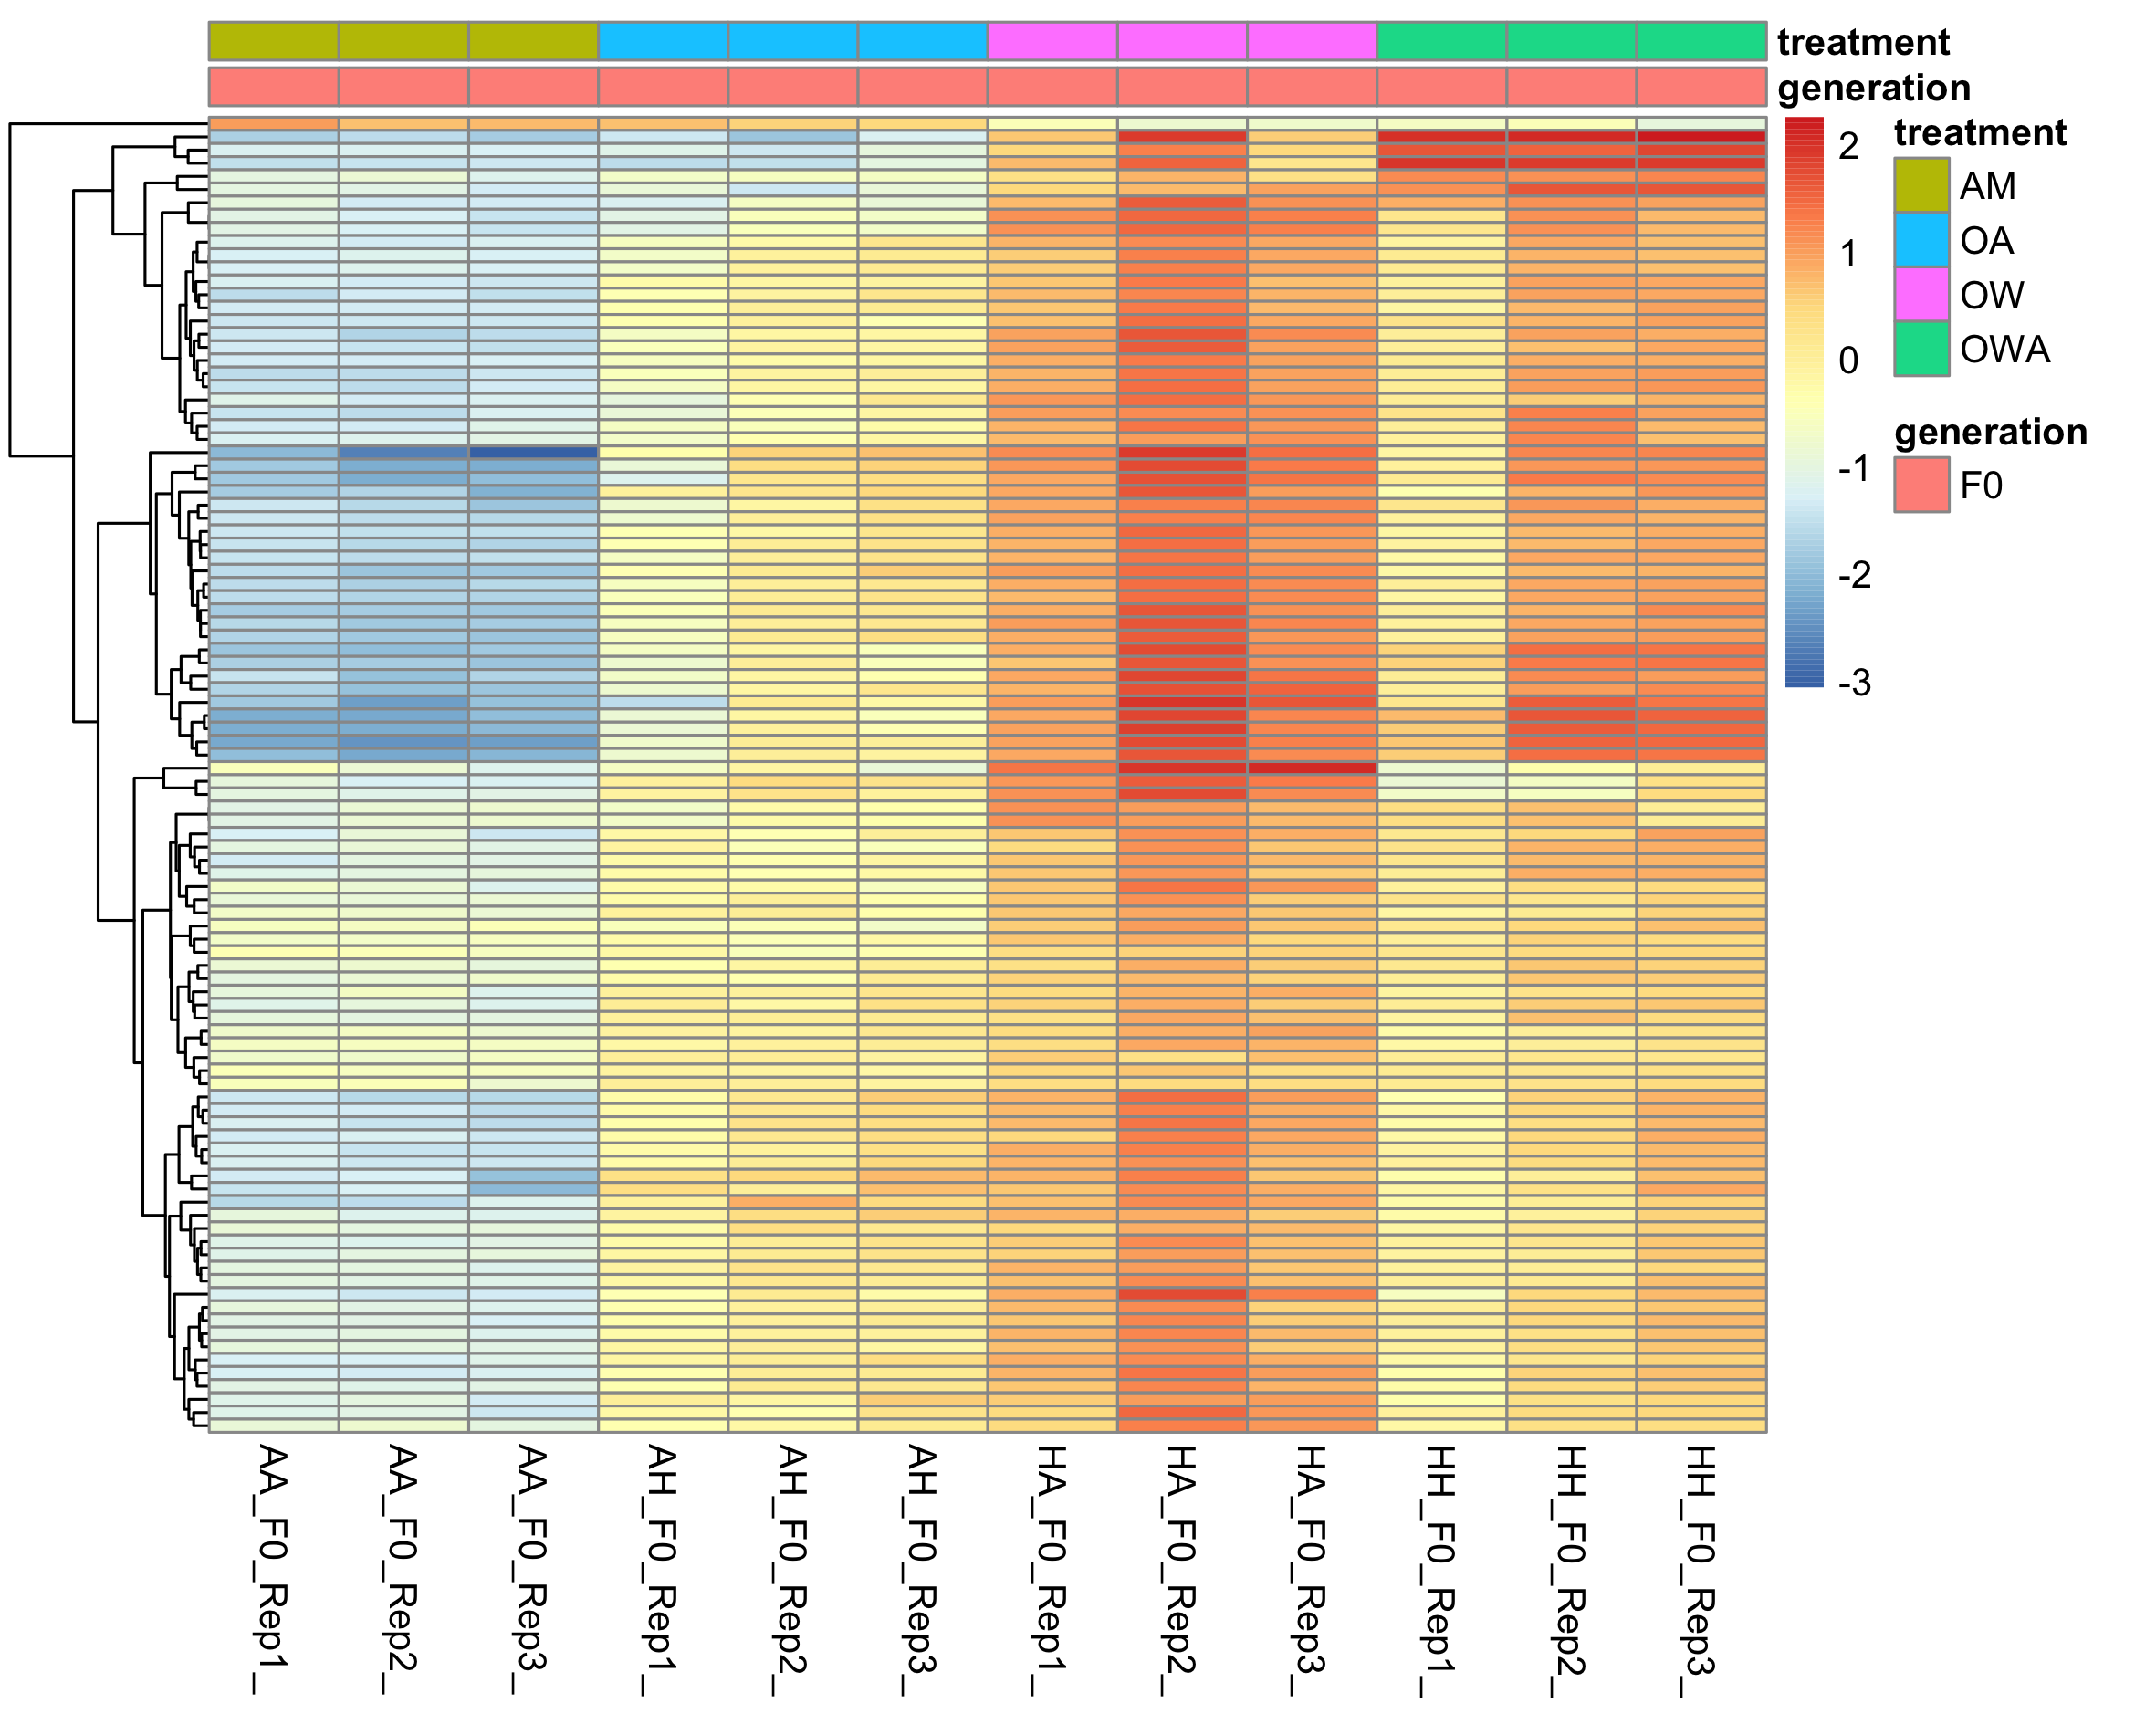 treatment
generation
treatment
AM
OA
OW
OWA
generation
F0
2
1
0
-1
-2
-3
AA_F0_Rep1_
AA_F0_Rep2_
AA_F0_Rep3_
AH_F0_Rep1_
AH_F0_Rep2_
AH_F0_Rep3_
HA_F0_Rep1_
HA_F0_Rep2_
HA_F0_Rep3_
HH_F0_Rep1_
HH_F0_Rep2_
HH_F0_Rep3_